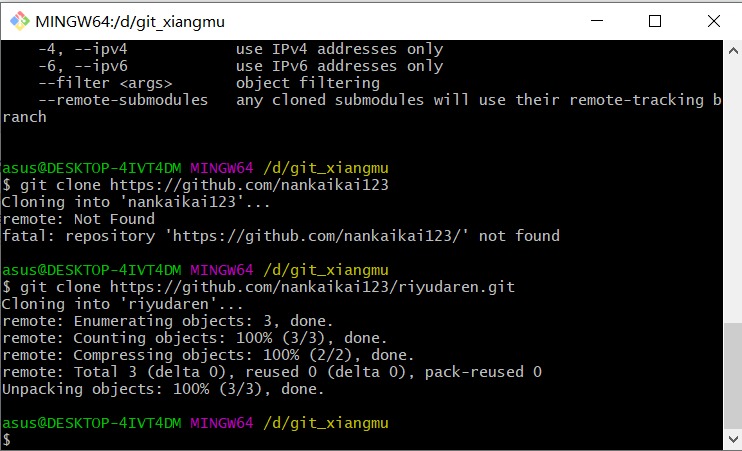 MINGW64:/d/git_xiangmu
-4, --ipv4 use IPv4 addresses only
-6, --ipv6 use IPv6 addresses only
--filter <args> object filtering
--remote-submodules any cloned submodules will use their remote-tracking b
ranch
asus@DESKTOP-4IVT4DM MINGW64 /d/git_xiangmu
$ git clone https://github.com/nankaikai123
Cloning into 'nankaikai123'...
remote: Not Found
fatal: repository 'https://github.com/nankaikai123/' not found
asus@DESKTOP-4IVT4DM MINGW64 /d/git_xiangmu
$ git clone https://github.com/nankaikai123/riyudaren.git
Cloning into 'riyudaren'...
remote: Enumerating objects: 3, done.
remote: Counting objects: 100% (3/3), done.
remote: Compressing objects: 100% (2/2), done.
remote: Total 3 (delta 0), reused 0 (delta 0), pack-reused 0
Unpacking objects: 100% (3/3), done.
asus@DESKTOP-4IVT4DM MINGW64 /d/git_xiangmu
$